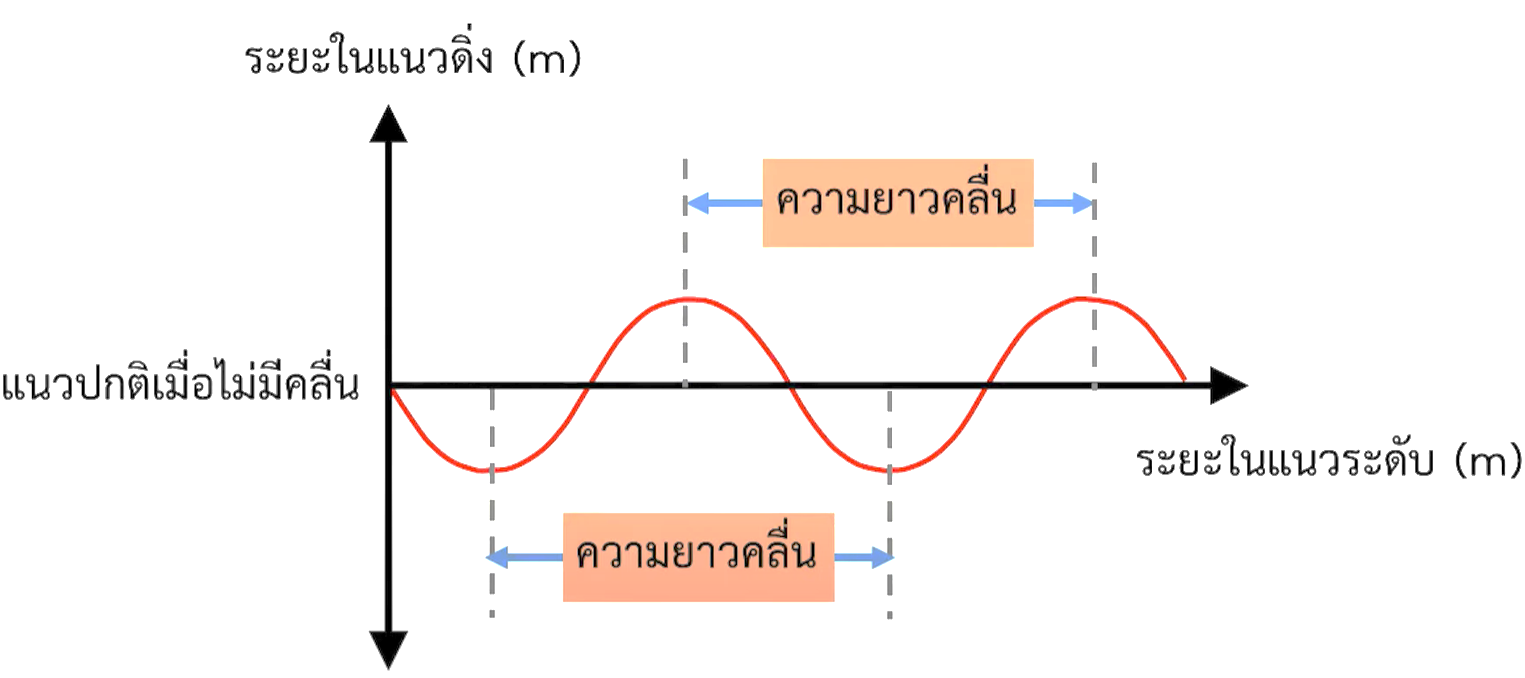 ระยะในแนวดิ่ง (m)
ความยาวคลื่น
แนวปกติเมื่อไม่มีคลื่น
ระยะในแนวระดับ (m)
ความยาวคลื่น